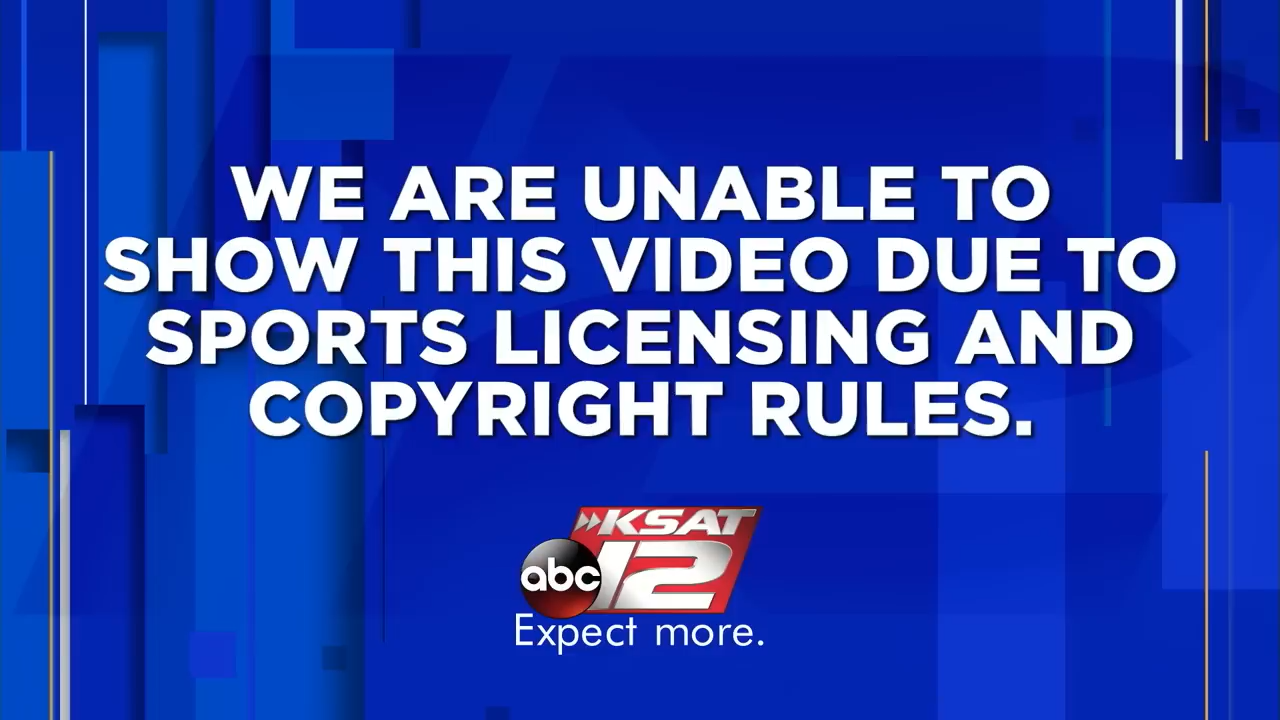 WE ARE UNABLE TO
SHOW THIS VIDEO DUE TO
SPORTS LICENSING AND
COPYRIGHT RULES.
KSAT
abc 12
Expect more.